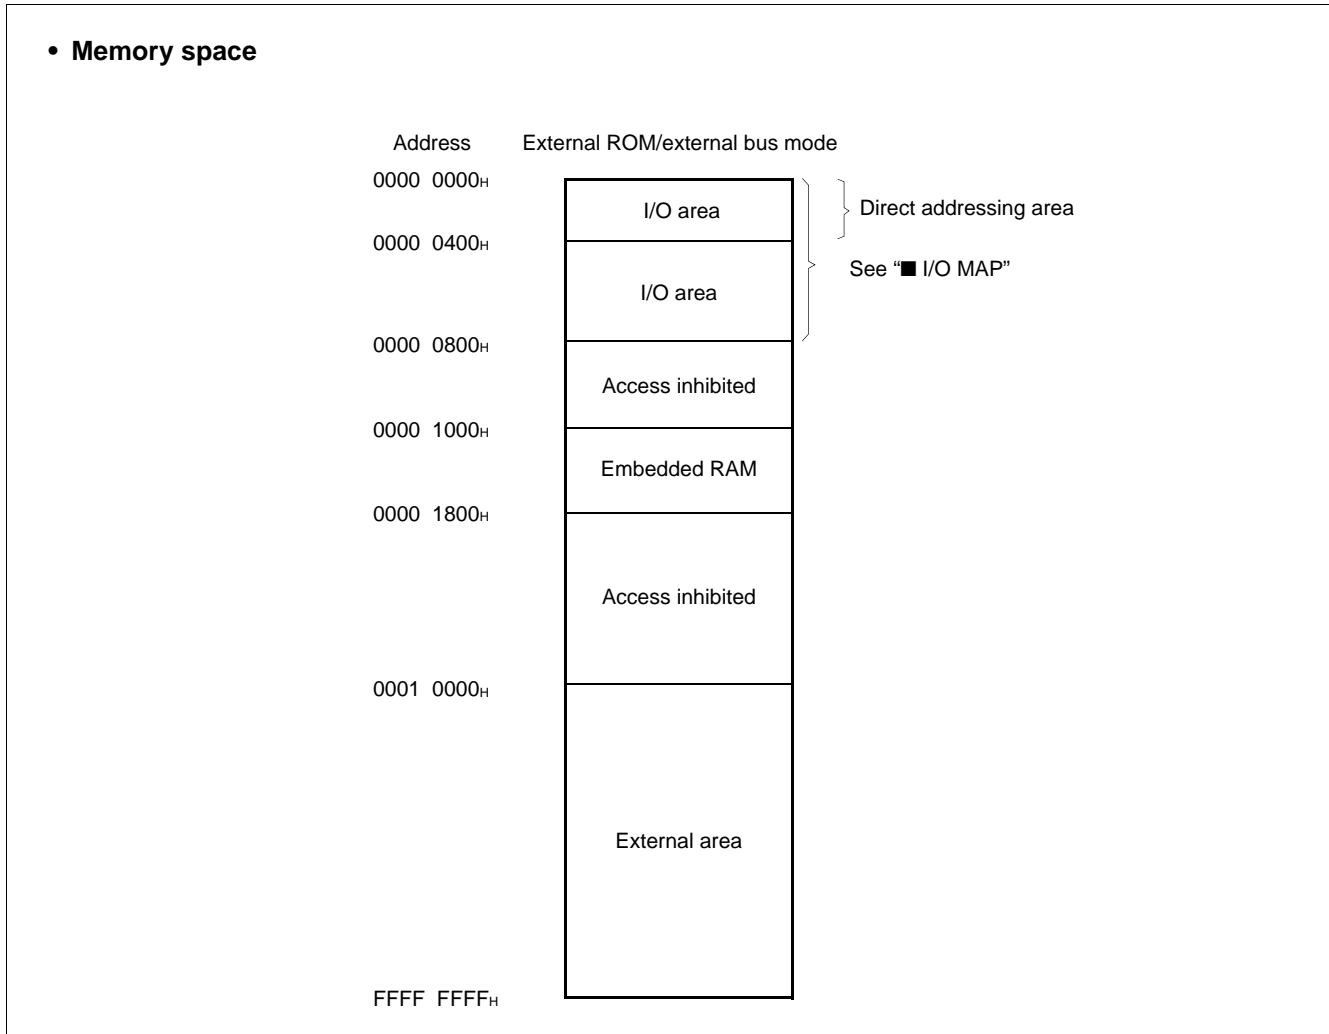 • Memory space
Address External ROM/external bus mode
0000 0000H
I/O area
Direct addressing area
0000 0400H
See “■ I/O MAP”
I/O area
0000 0800H
Access inhibited
0000 1000H
Embedded RAM
0000 1800H
Access inhibited
0001 0000H
External area
FFFF FFFFH